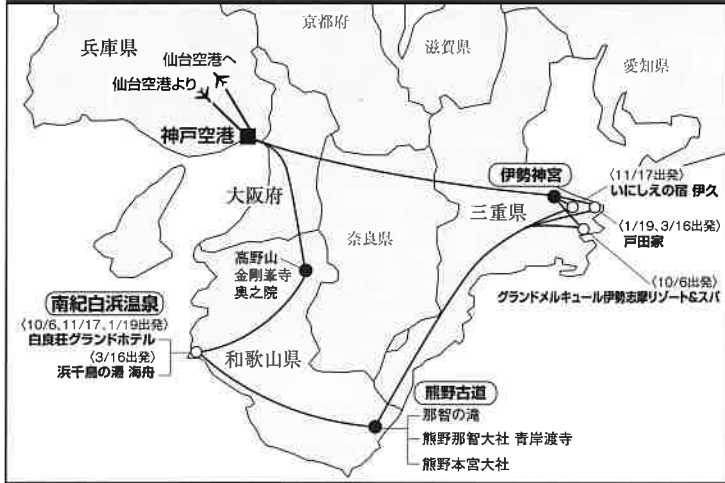 京都府
兵庫県
滋賀県
愛知県
仙台空港へ
仙台空港より
神戸空港
伊勢神宮
〈11/17出発〉
いにしえの宿 伊久
大阪府
三重県
〈1/19、3/16出発〉
戸田家
奈良県
高野山
金剛峯寺
奥之院
〈10/6出発〉
グランドメルキュール伊勢志摩リゾート&スパ
南紀白浜温泉
〈10/6、11/17、1/19出発〉
白良荘グランドホテル
〈3/16出発〉
浜千鳥の湯 海舟
和歌山県
熊野古道
那智の滝
熊野那智大社 青岸渡寺
熊野本宮大社